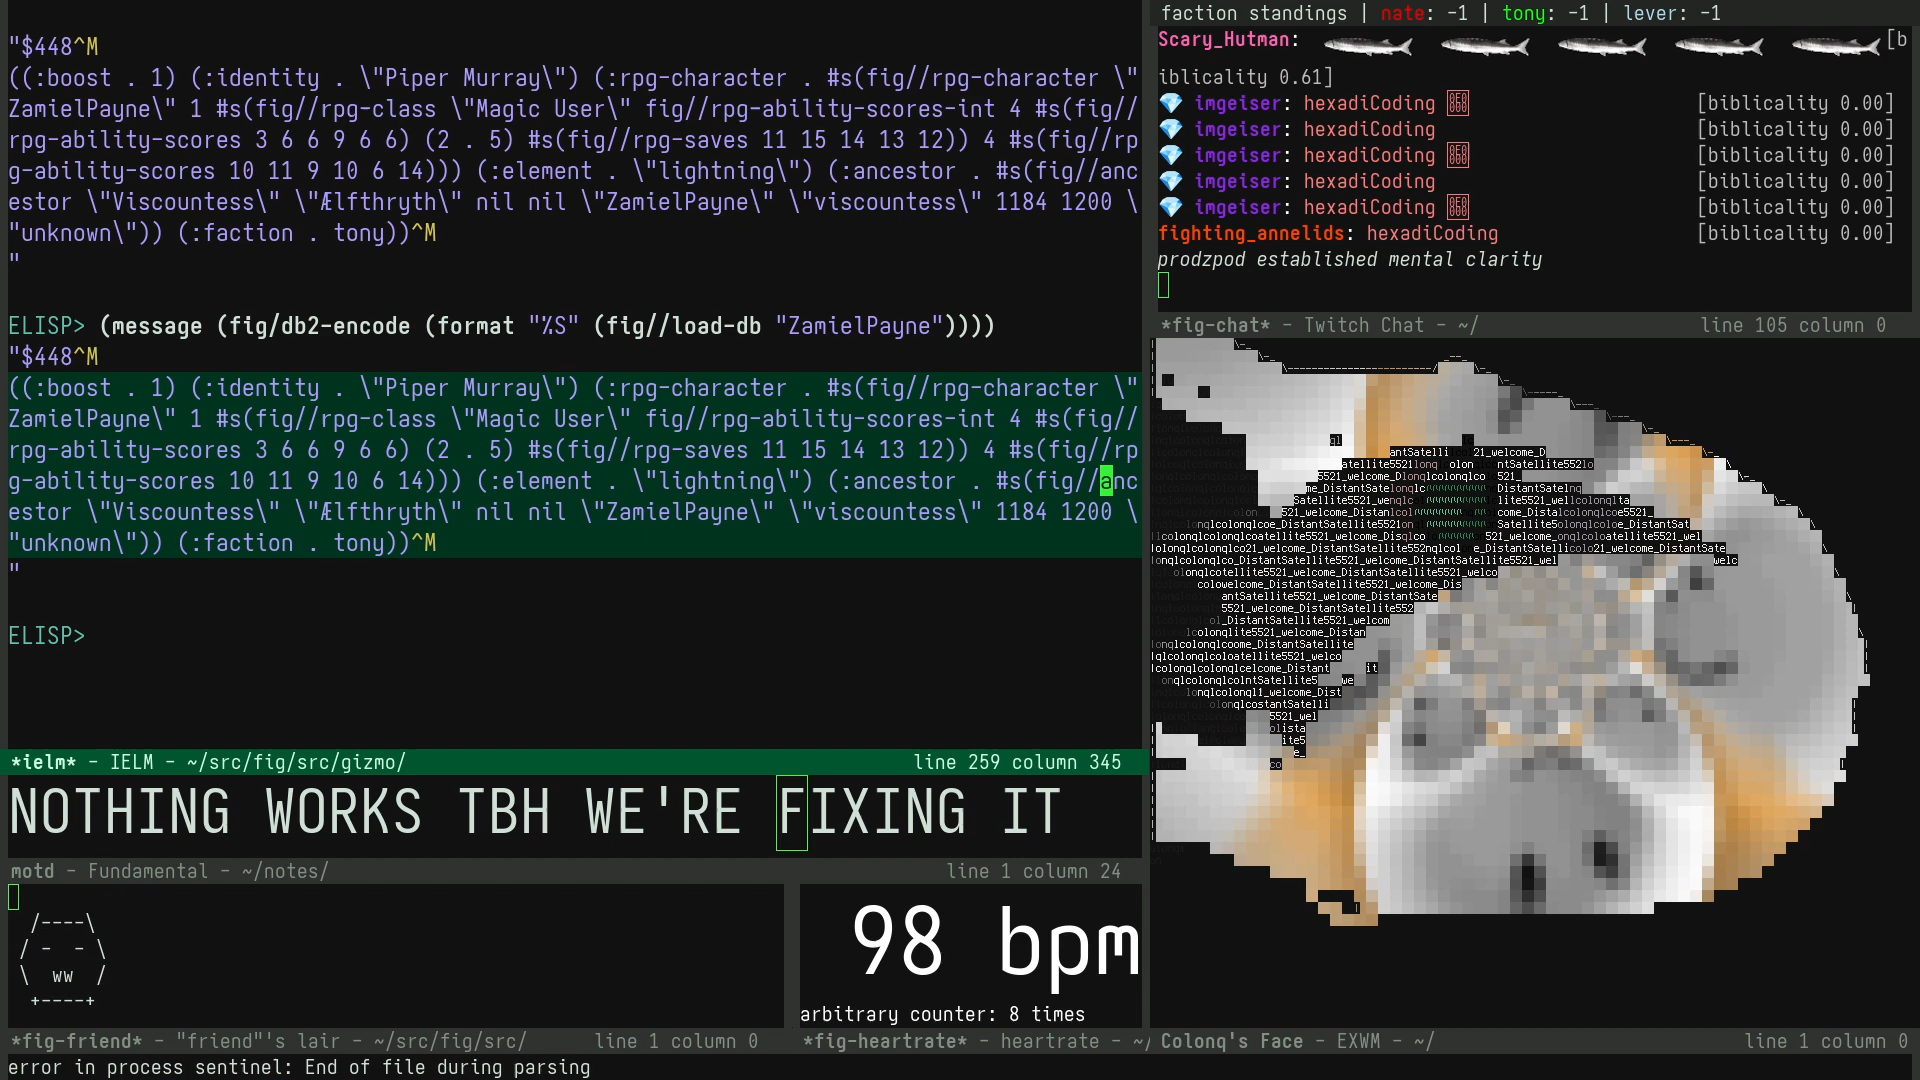 "$448^M
((:boost . 1) (:identity . \"Piper Murray\") (:rpg-character . #s(fig//rpg-character \"
ZamielPayne\" 1 #s(fig//rpg-class \"Magic User\" fig//rpg-ability-scores-int 4 #s(fig//
rpg-ability-scores 3 6 6 9 6 6) (2 . 5) #s(fig//rpg-saves 11 15 14 13 12)) 4 #s(fig//rp
g-ability-scores 10 11 9 10 6 14))) (:element . \"lightning\") (:ancestor . #s(fig//anc
estor \"Viscountess\" \"Ælfthryth\" nil nil \"ZamielPayne\" \"viscountess\" 1184 1200 \
"unknown\")) (:faction . tony))^M
"
ELISP> (message (fig/db2-encode (format "%S" (fig//load-db "ZamielPayne"))))
"$448^M
((:boost . 1) (:identity . \"Piper Murray\") (:rpg-character . #s(fig//rpg-character \"
ZamielPayne\" 1 #s(fig//rpg-class \"Magic User\" fig//rpg-ability-scores-int 4 #s(fig//
rpg-ability-scores 3 6 6 9 6 6) (2 . 5) #s(fig//rpg-saves 11 15 14 13 12)) 4 #s(fig//rp
g-ability-scores 10 11 9 10 6 14))) (:element . \"lightning\") (:ancestor . #s(fig//anc
estor \"Viscountess\" \"Ælfthryth\" nil nil \"ZamielPayne\" \"viscountess\" 1184 1200 \
"unknown\")) (:faction . tony))^M
"
ELISP>
*ielm* - IELM - ~/src/fig/src/gizmo/ line 259 column 345
NOTHING WORKS TBH WE'RE FIXING IT
motd - Fundamental - ~/notes/ line 1 column 24
/----\
/ -  - \
\  ww  /
+----+
*fig-friend* - "friend"'s lair - ~/src/fig/src/ line 1 column 0
98 bpm
arbitrary counter: 8 times
*fig-heartrate* - heartrate - ~/
error in process sentinel: End of file during parsing
faction standings | nate: -1 | tony: -1 | lever: -1
Scary_Hutman: [b
iblicality 0.61]
imgeiser: hexadiCoding [biblicality 0.00]
imgeiser: hexadiCoding [biblicality 0.00]
imgeiser: hexadiCoding [biblicality 0.00]
imgeiser: hexadiCoding [biblicality 0.00]
imgeiser: hexadiCoding [biblicality 0.00]
fighting_annelids: hexadiCoding [biblicality 0.00]
prodzpod established mental clarity
*fig-chat* - Twitch Chat - ~/ line 105 column 0
Colonq's Face - EXWM - ~/ line 1 column 0